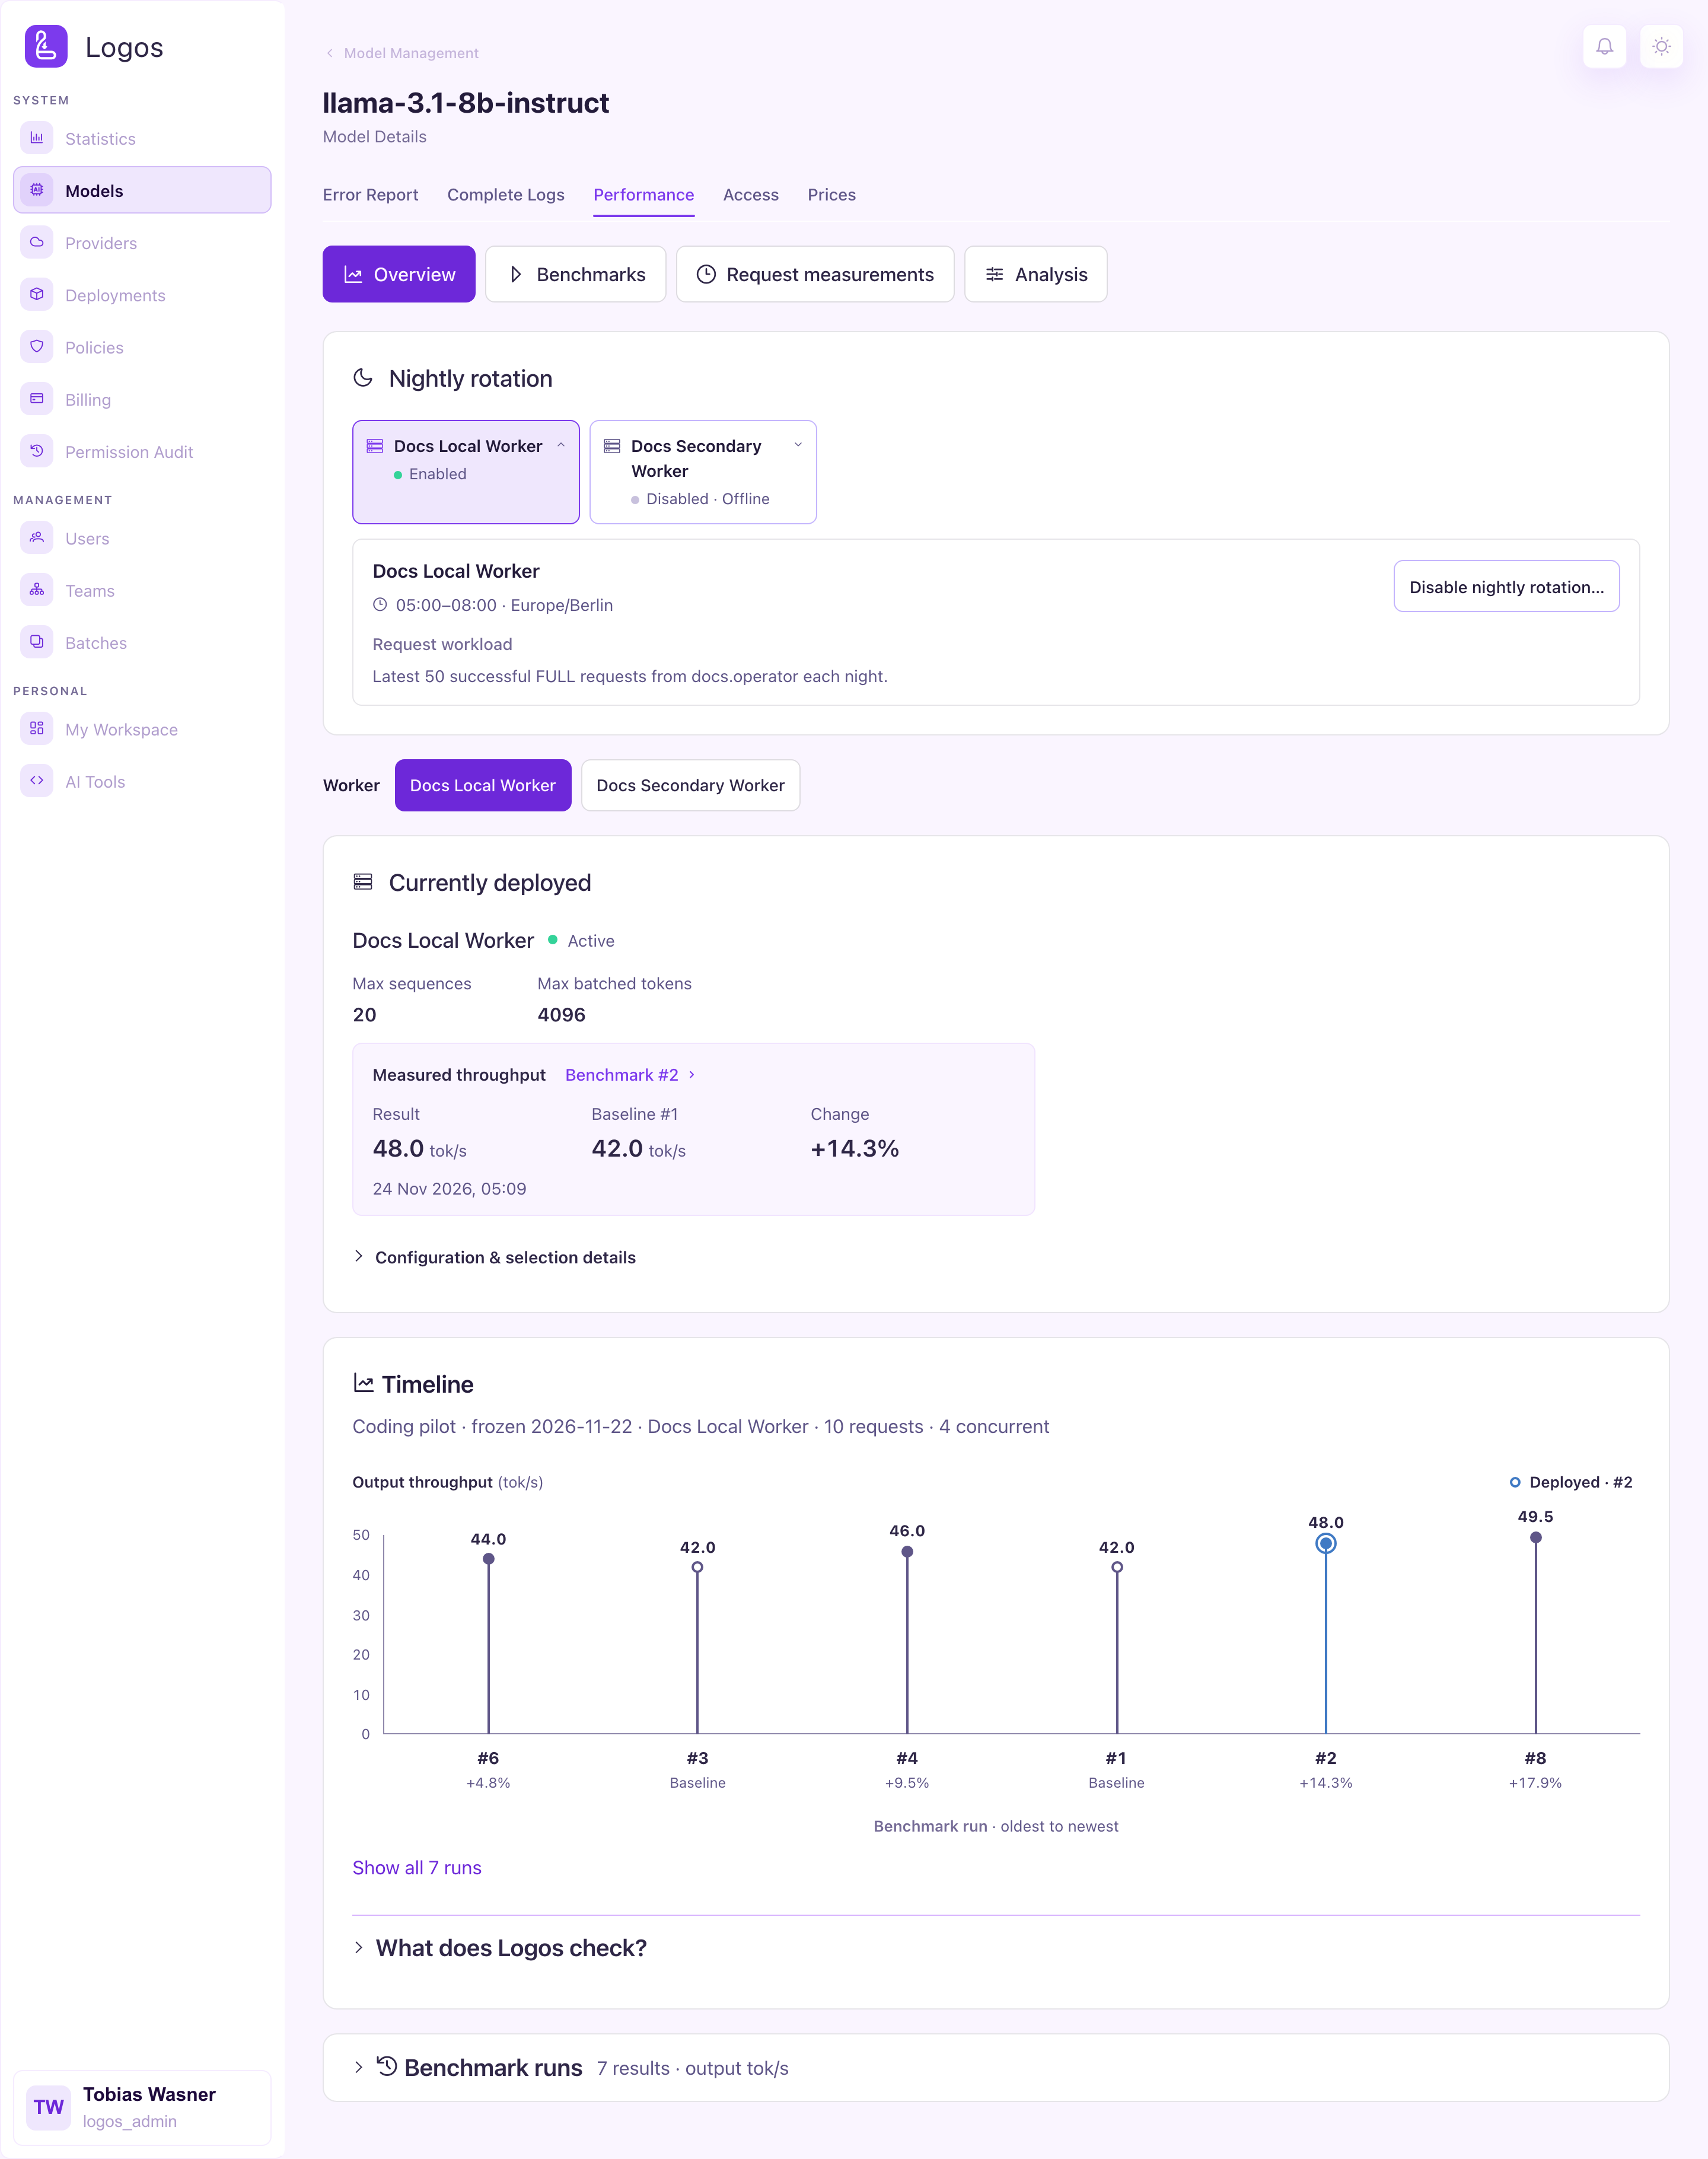 Logos
SYSTEM
Statistics
Models
Providers
Deployments
Policies
Billing
Permission Audit
MANAGEMENT
Users
Teams
Batches
PERSONAL
My Workspace
AI Tools
TW
Tobias Wasner
logos_admin
Model Management
llama-3.1-8b-instruct
Model Details
Error Report Complete Logs Performance Access Prices
Overview Benchmarks Request measurements Analysis
Nightly rotation
Docs Local Worker
Enabled
Docs Secondary
Worker
Disabled · Offline
Docs Local Worker
05:00–08:00 · Europe/Berlin
Disable nightly rotation...
Request workload
Latest 50 successful FULL requests from docs.operator each night.
Worker Docs Local Worker Docs Secondary Worker
Currently deployed
Docs Local Worker Active
Max sequences Max batched tokens
20 4096
Measured throughput Benchmark #2
Result Baseline #1 Change
48.0 tok/s 42.0 tok/s +14.3%
24 Nov 2026, 05:09
Configuration & selection details
Timeline
Coding pilot · frozen 2026-11-22 · Docs Local Worker · 10 requests · 4 concurrent
Output throughput (tok/s) Deployed · #2
44.0 42.0 46.0 42.0 48.0 49.5
50
40
30
20
10
0
#6 #3 #4 #1 #2 #8
+4.8% Baseline +9.5% Baseline +14.3% +17.9%
Benchmark run · oldest to newest
Show all 7 runs
What does Logos check?
Benchmark runs 7 results · output tok/s